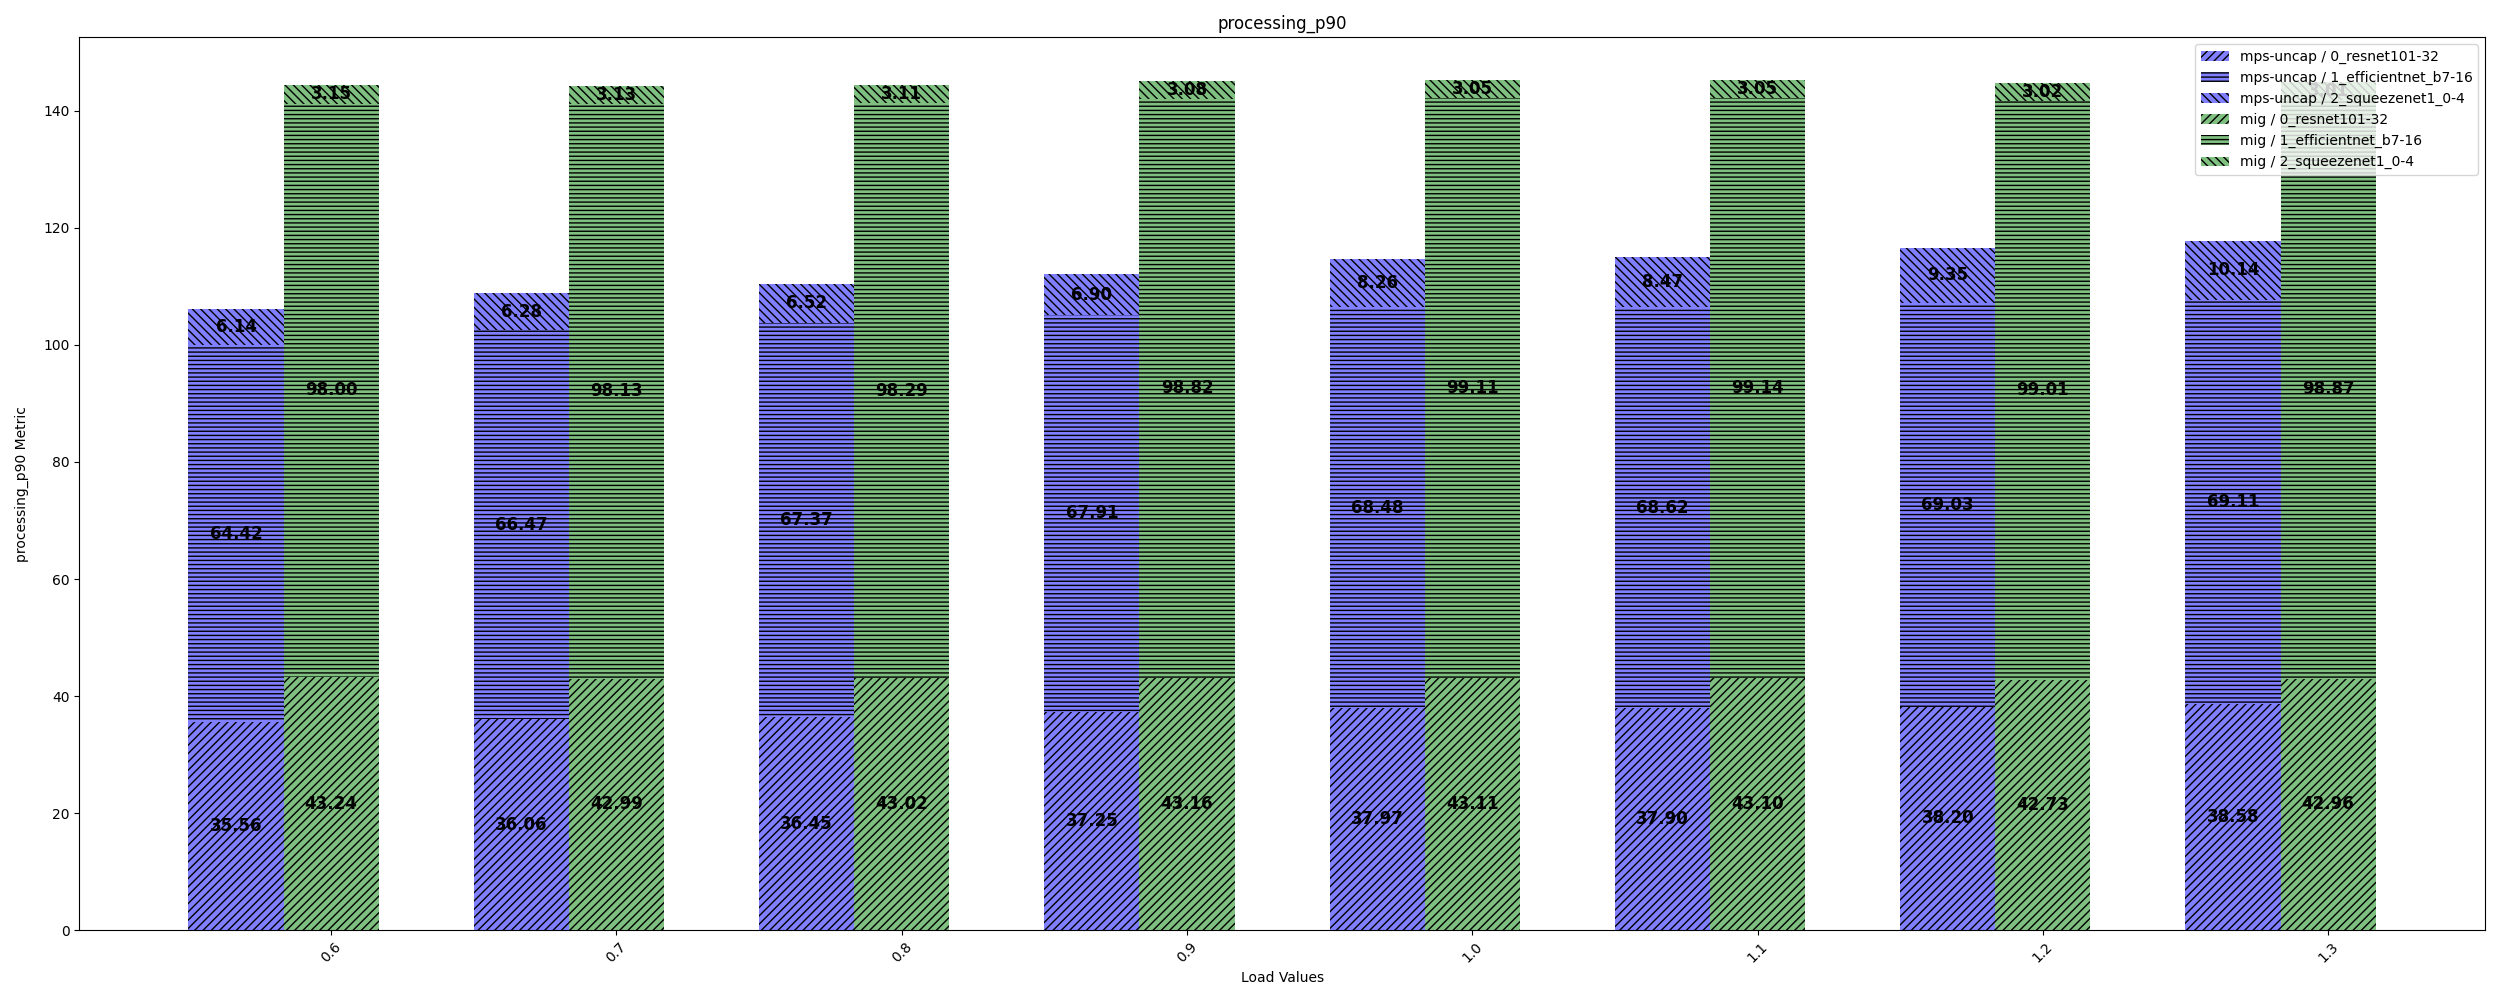 processing_p90
mps-uncap / 0_resnet101-32
mps-uncap / 1_efficientnet_b7-16
mps-uncap / 2_squeezenet1_0-4
mig / 0_resnet101-32
mig / 1_efficientnet_b7-16
mig / 2_squeezenet1_0-4
processing_p90 Metric
140
120
100
80
60
40
20
0
3.15 3.13 3.11 3.08 3.05 3.05 3.02
6.14 6.28 6.52 6.90 8.26 8.47 9.35 10.14
98.00 98.13 98.29 98.82 99.11 99.14 99.01 98.87
64.42 66.47 67.37 67.91 68.48 68.62 69.03 69.11
43.24 42.99 43.02 43.16 43.11 43.10 42.73 42.96
35.56 36.06 36.45 37.25 37.97 37.90 38.20 38.58
0.6 0.7 0.8 0.9 1.0 1.1 1.2 1.3
Load Values